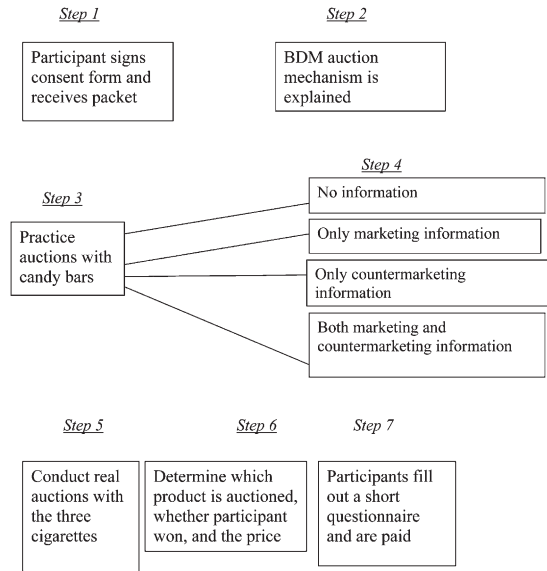 Step 1
Step 2
Participant signs
consent form and
receives packet
BDM auction
mechanism is
explained
Step 3
Step 4
Practice
auctions with
candy bars
No information
Only marketing information
Only countermarketing
information
Both marketing and
countermarketing information
Step 5
Step 6
Step 7
Conduct real
auctions with
the three
cigarettes
Determine which
product is auctioned,
whether participant
won, and the price
Participants fill
out a short
questionnaire
and are paid